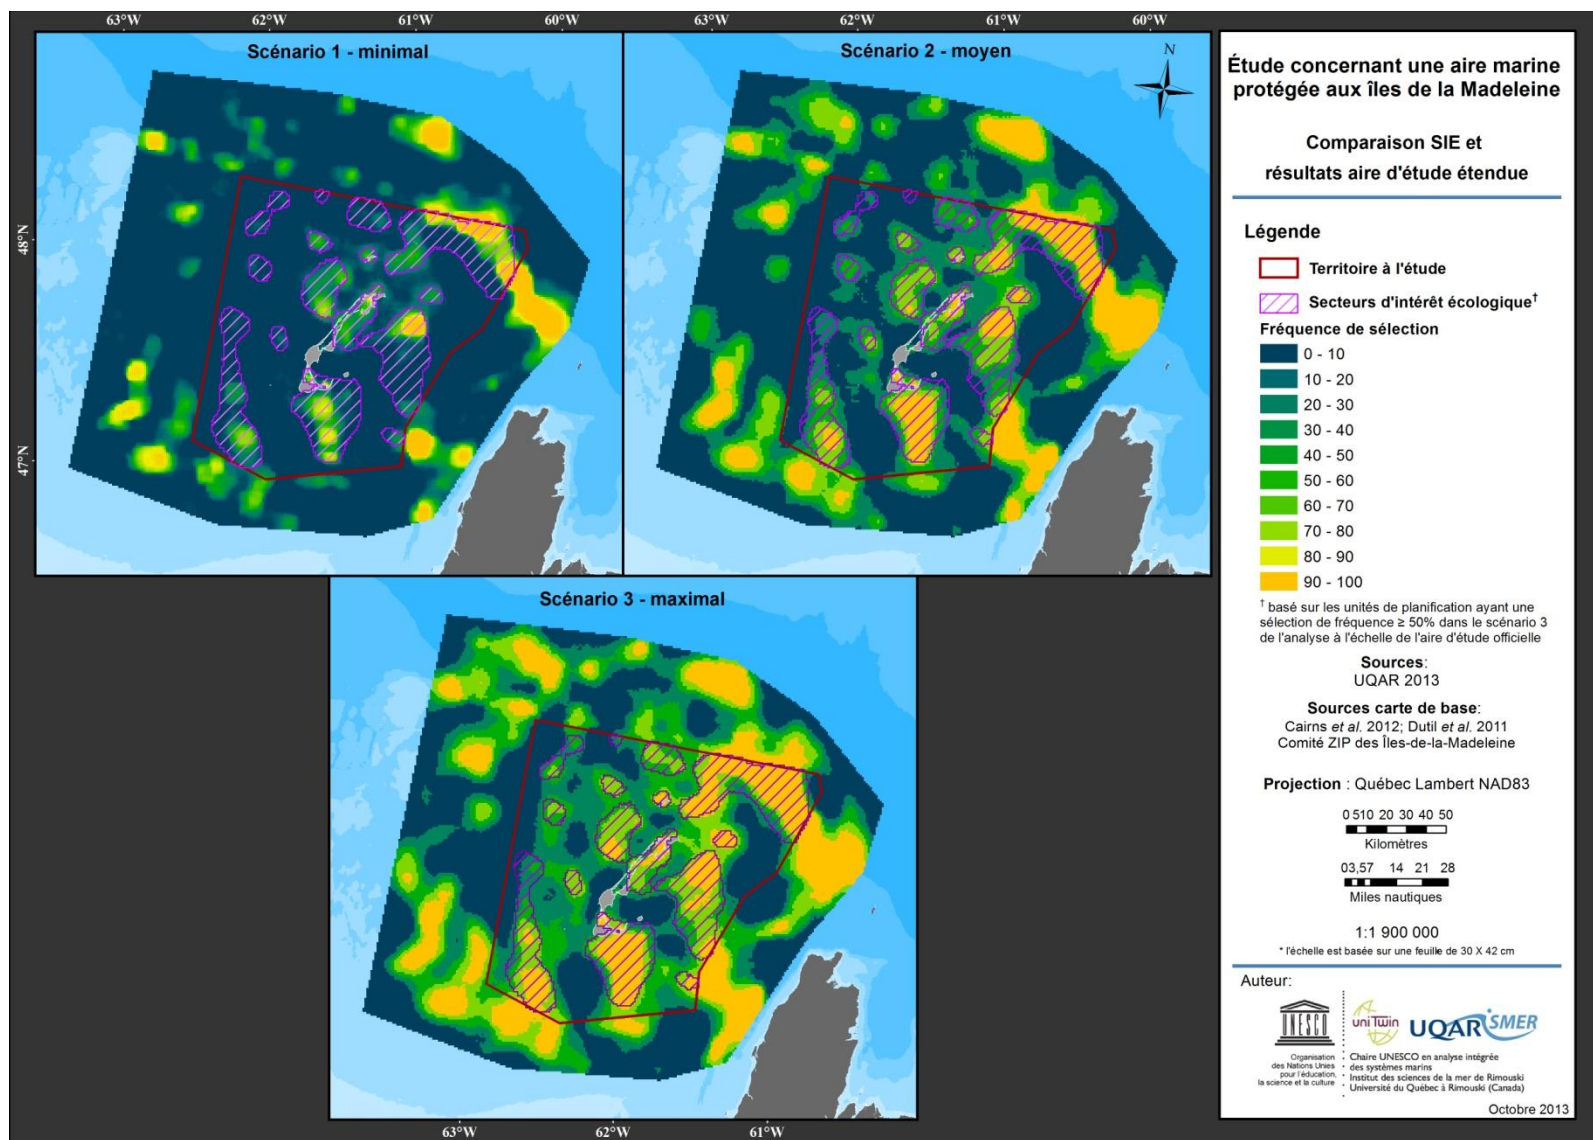 63°W 62°W 61°W 60°W 62°W 61°W 60°W
Scénario 1 - minimal
Scénario 2 - moyen
N
48°N
47°N
Scénario 3 - maximal
63°W 62°W 61°W
Étude concernant une aire marine
protégée aux îles de la Madeleine
Comparaison SIE et
résultats aire d'étude étendue
Légende
Territoire à l'étude
Secteurs d'intérêt écologique†
Fréquence de sélection
0 - 10
10 - 20
20 - 30
30 - 40
40 - 50
50 - 60
60 - 70
70 - 80
80 - 90
90 - 100
† basé sur les unités de planification ayant une
sélection de fréquence ≥ 50% dans le scénario 3
de l'analyse à l'échelle de l'aire d'étude officielle
Sources:
UQAR 2013
Sources carte de base:
Cairns et al. 2012; Dutil et al. 2011
Comité ZIP des Îles-de-la-Madeleine
Projection : Québec Lambert NAD83
0 510 20 30 40 50
Kilomètres
03,57 14 21 28
Miles nautiques
1:1 900 000
* l'échelle est basée sur une feuille de 30 X 42 cm
Auteur:
UNESCO
uniTwin
UQAR ISMER
Organisation
des Nations Unies
pour l'éducation,
la science et la culture
Chaire UNESCO en analyse intégrée
des systèmes marins
Institut des sciences de la mer de Rimouski
Université du Québec à Rimouski (Canada)
Octobre 2013